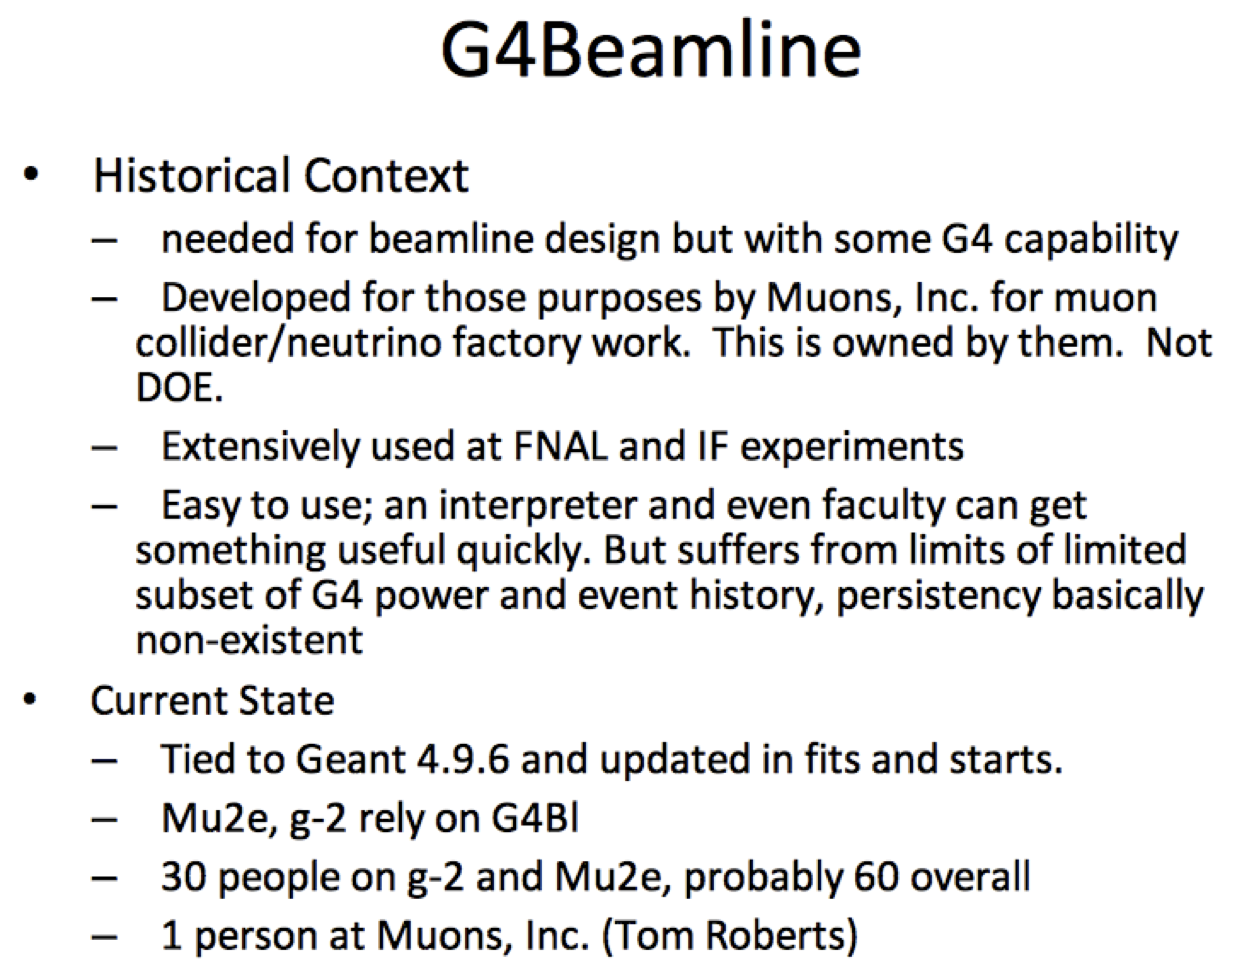 G4Beamline
• Historical Context
– needed for beamline design but with some G4 capability
– Developed for those purposes by Muons, Inc. for muon
collider/neutrino factory work.  This is owned by them.  Not
DOE.
– Extensively used at FNAL and IF experiments
– Easy to use; an interpreter and even faculty can get
something useful quickly. But suffers from limits of limited
subset of G4 power and event history, persistency basically
non-existent
• Current State
– Tied to Geant 4.9.6 and updated in fits and starts.
– Mu2e, g-2 rely on G4Bl
– 30 people on g-2 and Mu2e, probably 60 overall
– 1 person at Muons, Inc. (Tom Roberts)